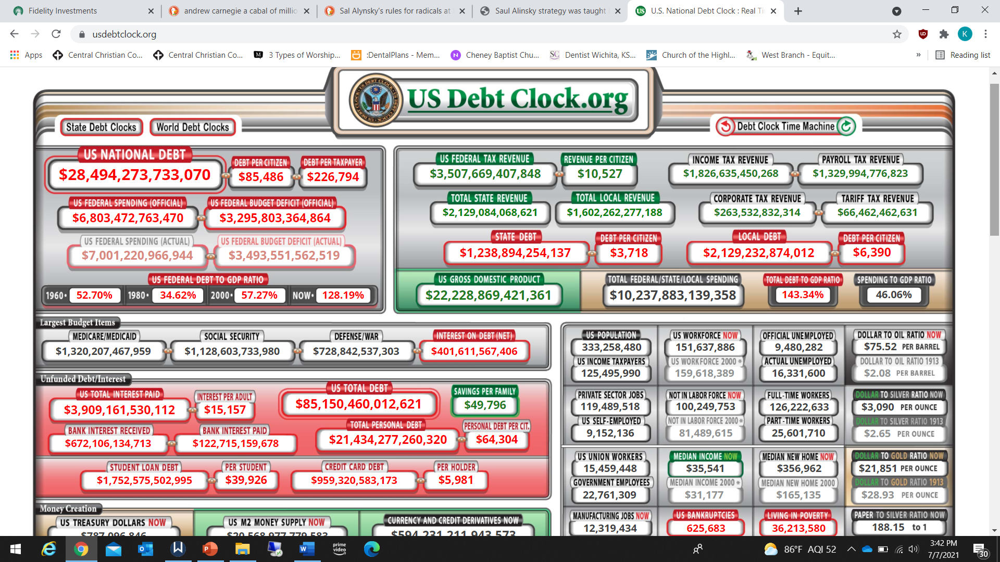 Fidelity Investments
andrew carnegie a cabal of millio
Sal Alynsky's rules for radicals at
Saul Alinsky strategy was taught
US U.S. National Debt Clock : Real Ti
usdebtclock.org
K
Apps
Central Christian Co...
Central Christian Co...
M 3 Types of Worship...
:DentalPlans - Mem...
N Cheney Baptist Chu...
SC Dentist Wichita, KS...
Church of the Highl...
West Branch - Equit...
»
Reading list
US Debt Clock.org
State Debt Clocks
World Debt Clocks
Debt Clock Time Machine
US NATIONAL DEBT
$28,494,273,733,070
DEBT PER CITIZEN
$85,486
DEBT PER TAXPAYER
$226,794
US FEDERAL SPENDING (OFFICIAL)
$6,803,472,763,470
US FEDERAL BUDGET DEFICIT (OFFICIAL)
$3,295,803,364,864
US FEDERAL SPENDING (ACTUAL)
$7,001,220,966,944
US FEDERAL BUDGET DEFICIT (ACTUAL)
$3,493,551,562,519
US FEDERAL DEBT TO GDP RATIO
1960• 52.70% 1980• 34.62% 2000• 57.27% NOW• 128.19%
US FEDERAL TAX REVENUE
$3,507,669,407,848
REVENUE PER CITIZEN
$10,527
INCOME TAX REVENUE
$1,826,635,450,268
PAYROLL TAX REVENUE
$1,329,994,776,823
TOTAL STATE REVENUE
$2,129,084,068,621
TOTAL LOCAL REVENUE
$1,602,262,277,188
CORPORATE TAX REVENUE
$263,532,832,314
TARIFF TAX REVENUE
$66,462,462,631
STATE DEBT
$1,238,894,254,137
DEBT PER CITIZEN
$3,718
LOCAL DEBT
$2,129,232,874,012
DEBT PER CITIZEN
$6,390
US GROSS DOMESTIC PRODUCT
$22,228,869,421,361
TOTAL FEDERAL/STATE/LOCAL SPENDING
$10,237,883,139,358
TOTAL DEBT TO GDP RATIO
143.34%
SPENDING TO GDP RATIO
46.06%
Largest Budget Items
MEDICARE/MEDICAID
$1,320,207,467,959
SOCIAL SECURITY
$1,128,603,733,980
DEFENSE/WAR
$728,842,537,303
INTEREST ON DEBT (NET)
$401,611,567,406
Unfunded Debt/Interest
US TOTAL INTEREST PAID
$3,909,161,530,112
INTEREST PER ADULT
$15,157
US TOTAL DEBT
$85,150,460,012,621
SAVINGS PER FAMILY
$49,796
BANK INTEREST RECEIVED
$672,106,134,713
BANK INTEREST PAID
$122,715,159,678
TOTAL PERSONAL DEBT
$21,434,277,260,320
PERSONAL DEBT PER CIT.
$64,304
STUDENT LOAN DEBT
$1,752,575,502,995
PER STUDENT
$39,926
CREDIT CARD DEBT
$959,320,583,173
PER HOLDER
$5,981
Money Creation
US TREASURY DOLLARS NOW
$787,096,846
US M2 MONEY SUPPLY NOW
$20,568,977,779,583
CURRENCY AND CREDIT DERIVATIVES NOW
$594,231,211,943,573
US POPULATION
333,258,480
US INCOME TAXPAYERS
125,495,990
US WORKFORCE NOW
151,637,886
US WORKFORCE 2000 *
159,618,389
OFFICIAL UNEMPLOYED
9,480,282
ACTUAL UNEMPLOYED
16,331,600
DOLLAR TO OIL RATIO NOW
$75.52 PER BARREL
DOLLAR TO OIL RATIO 1913
$2.08 PER BARREL
PRIVATE SECTOR JOBS
119,489,518
US SELF-EMPLOYED
9,152,136
NOT IN LABOR FORCE NOW
100,249,753
NOT IN LABOR FORCE 2000 *
81,489,615
FULL-TIME WORKERS
126,222,633
PART-TIME WORKERS
25,601,710
DOLLAR TO SILVER RATIO NOW
$3,090 PER OUNCE
DOLLAR TO SILVER RATIO 1913
$2.65 PER OUNCE
US UNION WORKERS
15,459,448
GOVERNMENT EMPLOYEES
22,761,309
MEDIAN INCOME NOW
$35,541
MEDIAN INCOME 2000 *
$31,177
MEDIAN NEW HOME NOW
$356,962
MEDIAN NEW HOME 2000
$165,135
DOLLAR TO GOLD RATIO NOW
$21,851 PER OUNCE
DOLLAR TO GOLD RATIO 1913
$28.93 PER OUNCE
MANUFACTURING JOBS NOW
12,319,434
US BANKRUPTCIES
625,683
LIVING IN POVERTY
36,213,580
PAPER TO SILVER RATIO NOW
188.15 to 1
prime
video
86°F AQI 52
3:42 PM
7/7/2021
30